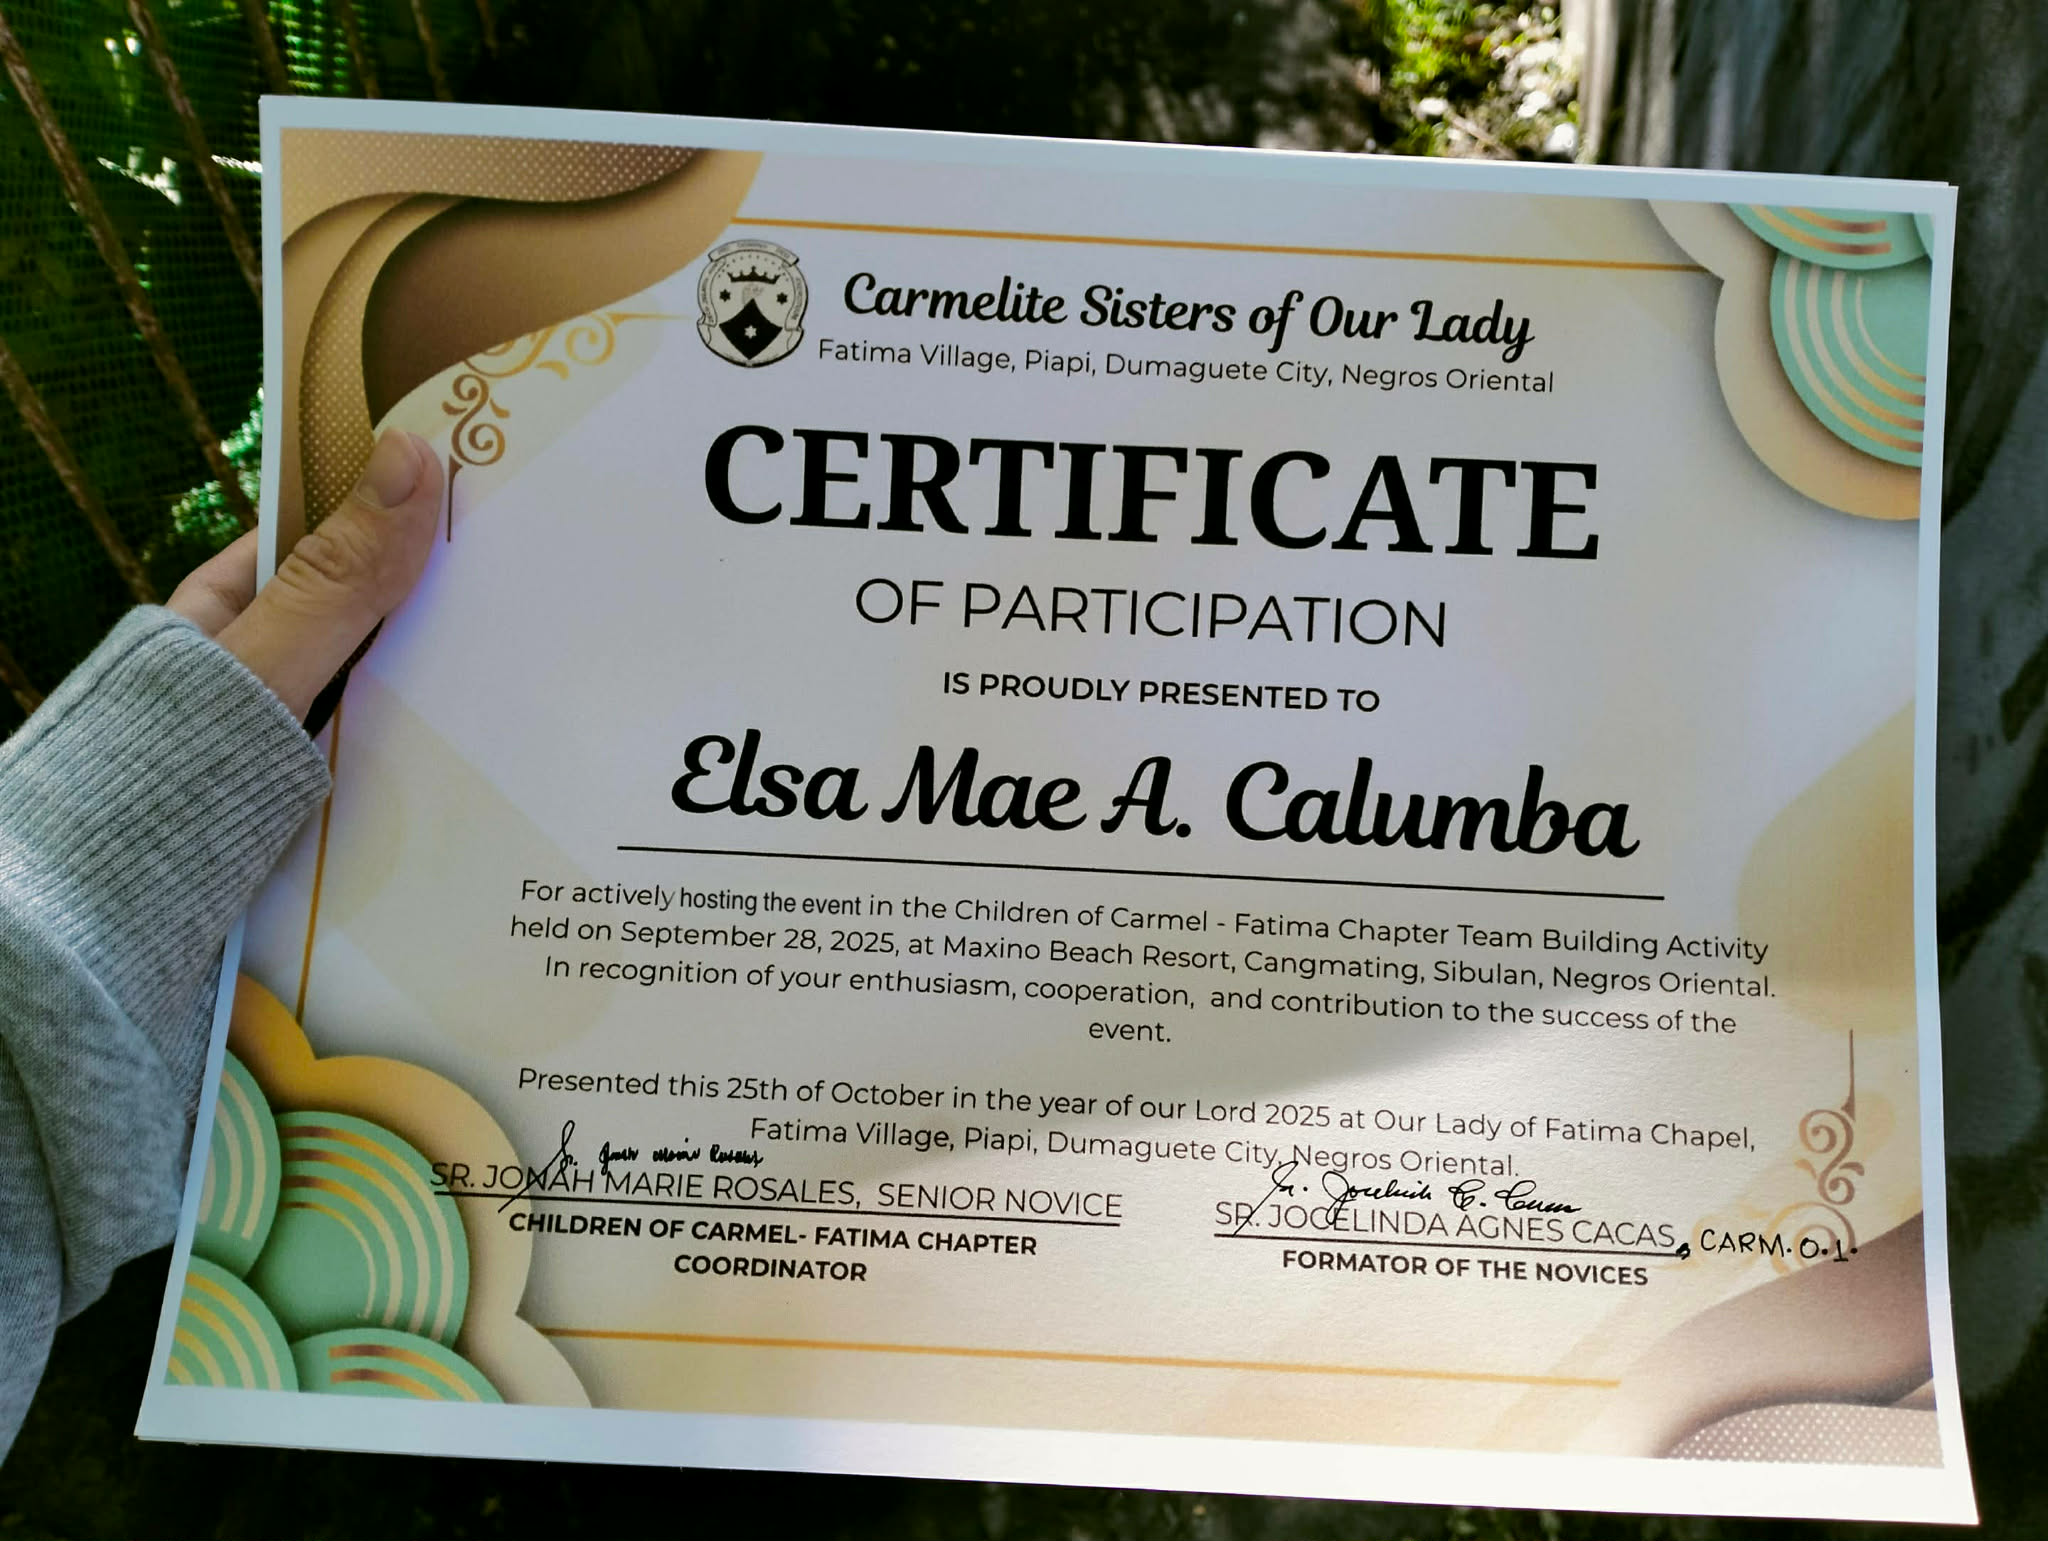 Carmelite Sisters of Our Lady
Fatima Village, Piapi, Dumaguete City, Negros Oriental
CERTIFICATE
OF PARTICIPATION
IS PROUDLY PRESENTED TO
Elsa Mae A. Calumba
For actively hosting the event in the Children of Carmel - Fatima Chapter Team Building Activity
held on September 28, 2025, at Maxino Beach Resort, Cangmating, Sibulan, Negros Oriental.
In recognition of your enthusiasm, cooperation, and contribution to the success of the
event.
Presented this 25th of October in the year of our Lord 2025 at Our Lady of Fatima Chapel,
Fatima Village, Piapi, Dumaguete City, Negros Oriental.
Sr. Jonah Marie Rosales
SR. JONAH MARIE ROSALES, SENIOR NOVICE
CHILDREN OF CARMEL- FATIMA CHAPTER
COORDINATOR
SR. JOCELINDA AGNES CACAS, CARM.O.L.
FORMATOR OF THE NOVICES